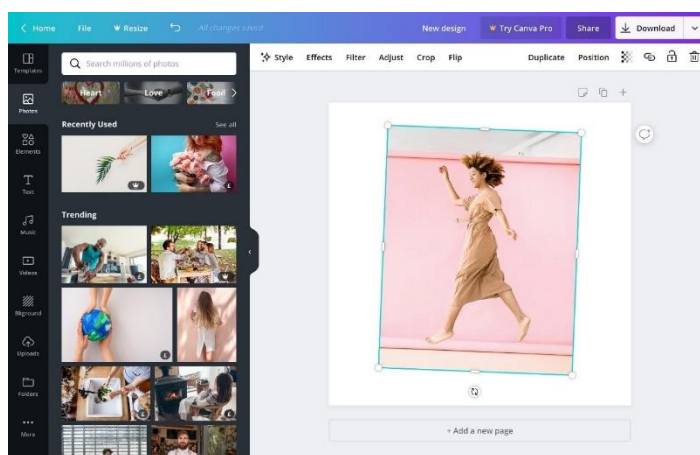 Home File Resize All changes saved New design Try Canva Pro Share Download
Templates
Search millions of photos
Style Effects Filter Adjust Crop Flip Duplicate Position
Heart Love Food
Photos
Recently Used See all
Elements
Text
Trending
Music
Videos
Bkground
Uploads
Folders
More
+ Add a new page